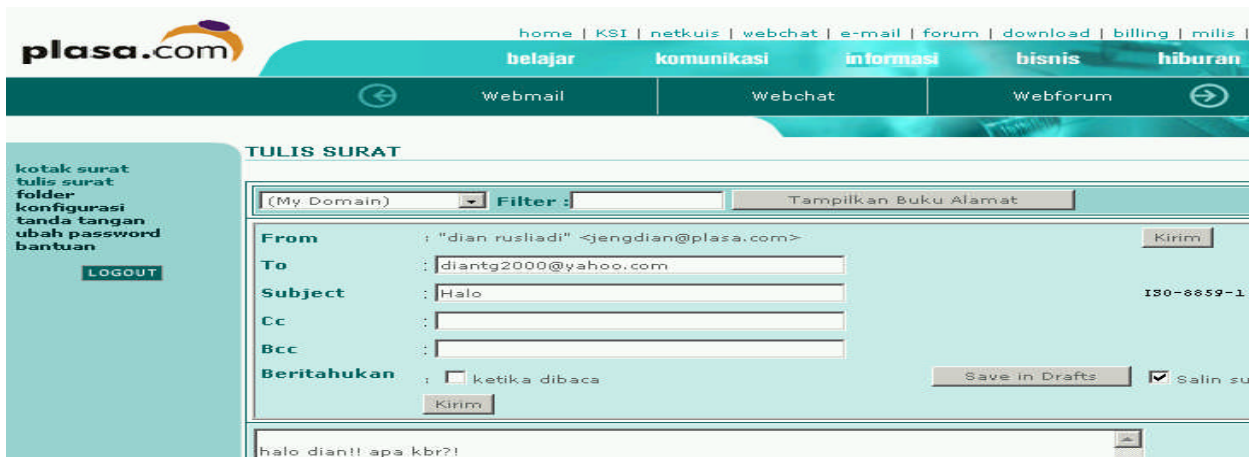 plasa.com
home | KSI | netkuis | webchat | e-mail | forum | download | billing | milis |
belajar komunikasi informasi bisnis hiburan
Webmail Webchat Webforum
kotak surat
tulis surat
folder
konfigurasi
tanda tangan
ubah password
bantuan
LOGOUT
TULIS SURAT
(My Domain) Filter : Tampilkan Buku Alamat
From : "dian rusliadi" <jengdian@plasa.com> Kirim
To : diantg2000@yahoo.com
Subject : Halo ISO-8859-1
Cc :
Bcc :
Beritahukan : ketika dibaca Save in Drafts Salin su
Kirim
halo dian!! apa kbr?!